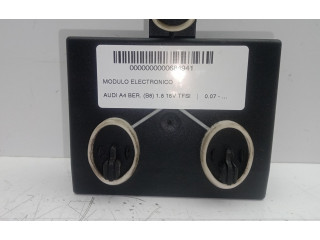 MODULO ELECTRONICO
AUDI A4 BER. (B8) 1.8 16V TFSI | 0.07 - ...